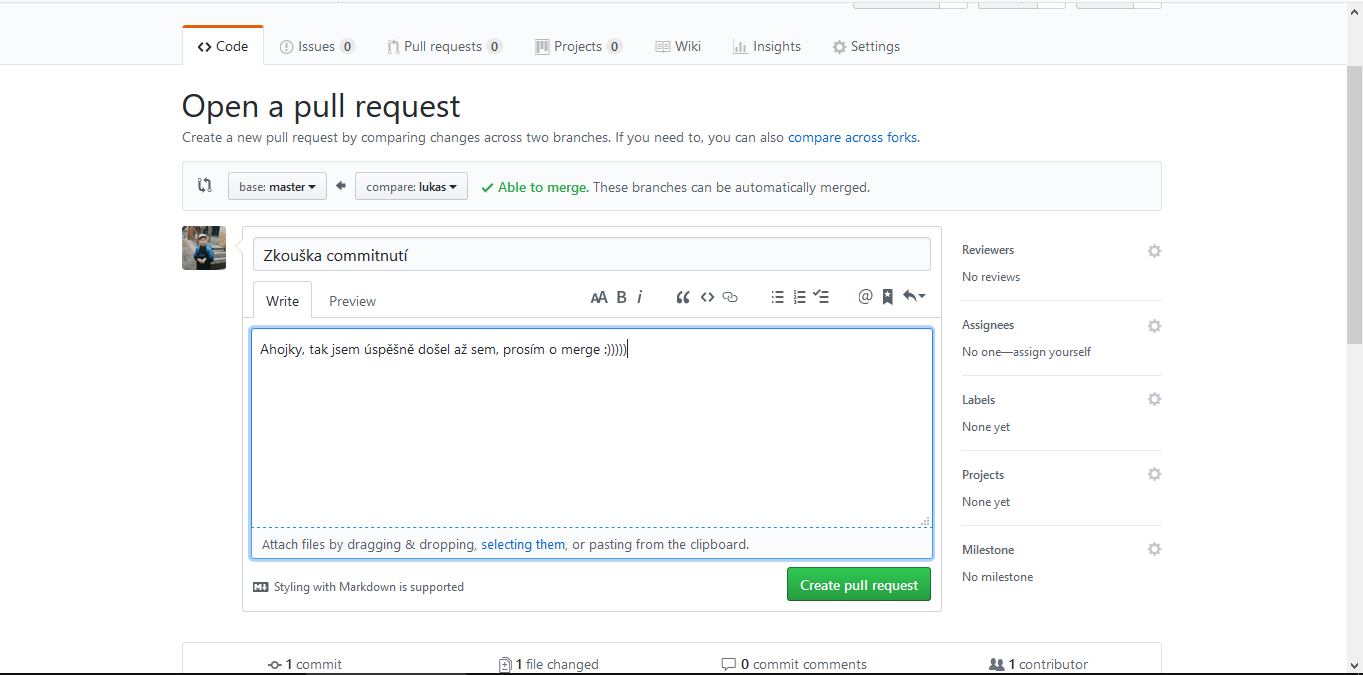 Code Issues 0 Pull requests 0 Projects 0 Wiki Insights Settings
Open a pull request
Create a new pull request by comparing changes across two branches. If you need to, you can also compare across forks.
base: master compare: lukas Able to merge. These branches can be automatically merged.
Zkouška commitnutí
Write Preview AA B i @
Ahojky, tak jsem úspěšně došel až sem, prosím o merge :)))))
Attach files by dragging & dropping, selecting them, or pasting from the clipboard.
Styling with Markdown is supported
Create pull request
Reviewers
No reviews
Assignees
No one—assign yourself
Labels
None yet
Projects
None yet
Milestone
No milestone
1 commit 1 file changed 0 commit comments 1 contributor